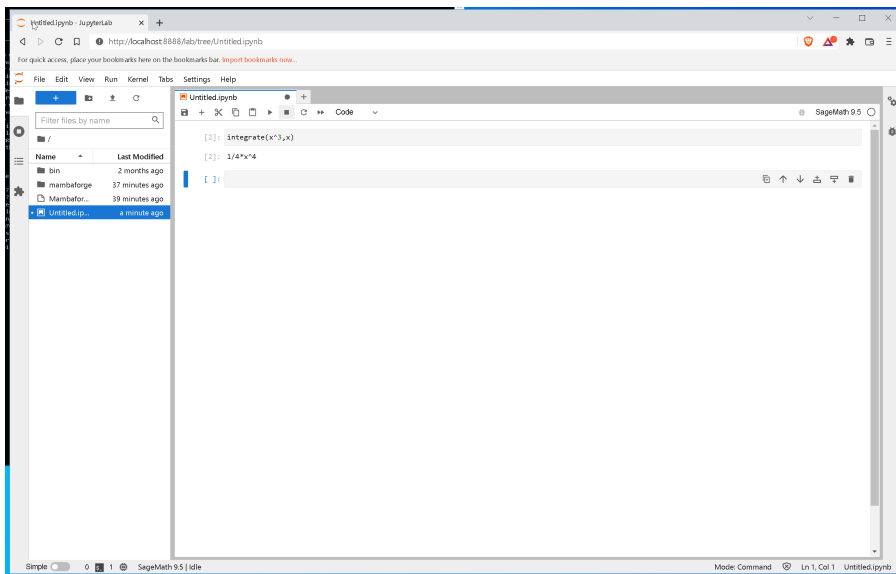 Untitled.ipynb - JupyterLab
http://localhost:8888/lab/tree/Untitled.ipynb
For quick access, place your bookmarks here on the bookmarks bar. Import bookmarks now...
File Edit View Run Kernel Tabs Settings Help
Untitled.ipynb
Code
SageMath 9.5
Filter files by name
/
Name Last Modified
bin 2 months ago
mambaforge 37 minutes ago
Mambafor... 39 minutes ago
Untitled.ip... a minute ago
[2]: integrate(x^3,x)
[2]: 1/4*x^4
[ ]:
Simple 0 1 SageMath 9.5 | Idle Mode: Command Ln 1, Col 1 Untitled.ipynb